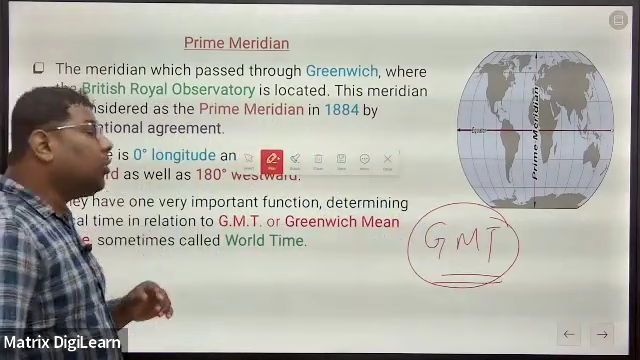 Prime Meridian
The meridian which passed through Greenwich, where
the British Royal Observatory is located. This meridian
considered as the Prime Meridian in 1884 by
ational agreement.
is 0° longitude an
as well as 180° westward.
ey have one very important function, determining
cal time in relation to G.M.T. or Greenwich Mean
e, sometimes called World Time.
Equator
Prime Meridian
GMT
Matrix DigiLearn